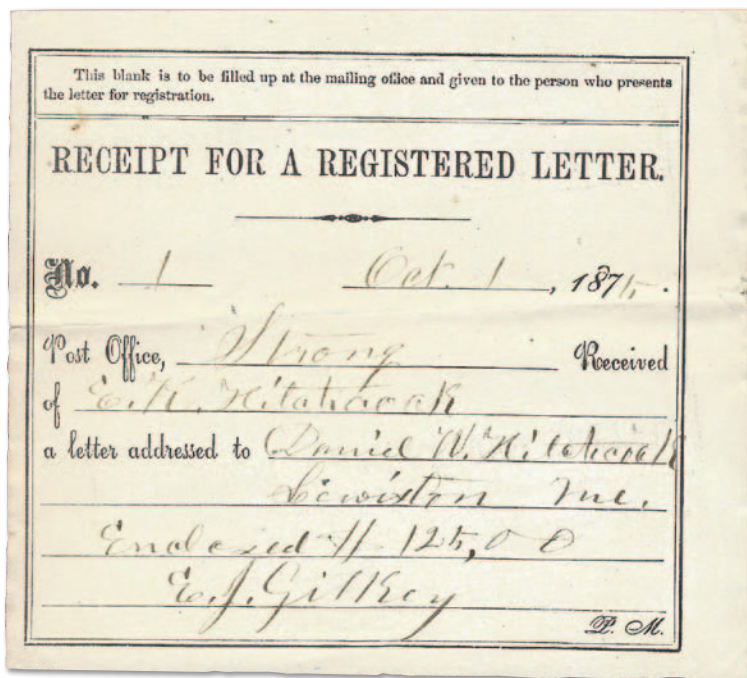 This blank is to be filled up at the mailing office and given to the person who presents
the letter for registration.
RECEIPT FOR A REGISTERED LETTER.
No. 1 Oct. 1, 1875.
Post Office, Strong Received
of E. K. Hitchcock
a letter addressed to Daniel W. Hitchcock
Lewiston Me.
Enclosed $ 125,00
E. J. Gilkey
P. M.